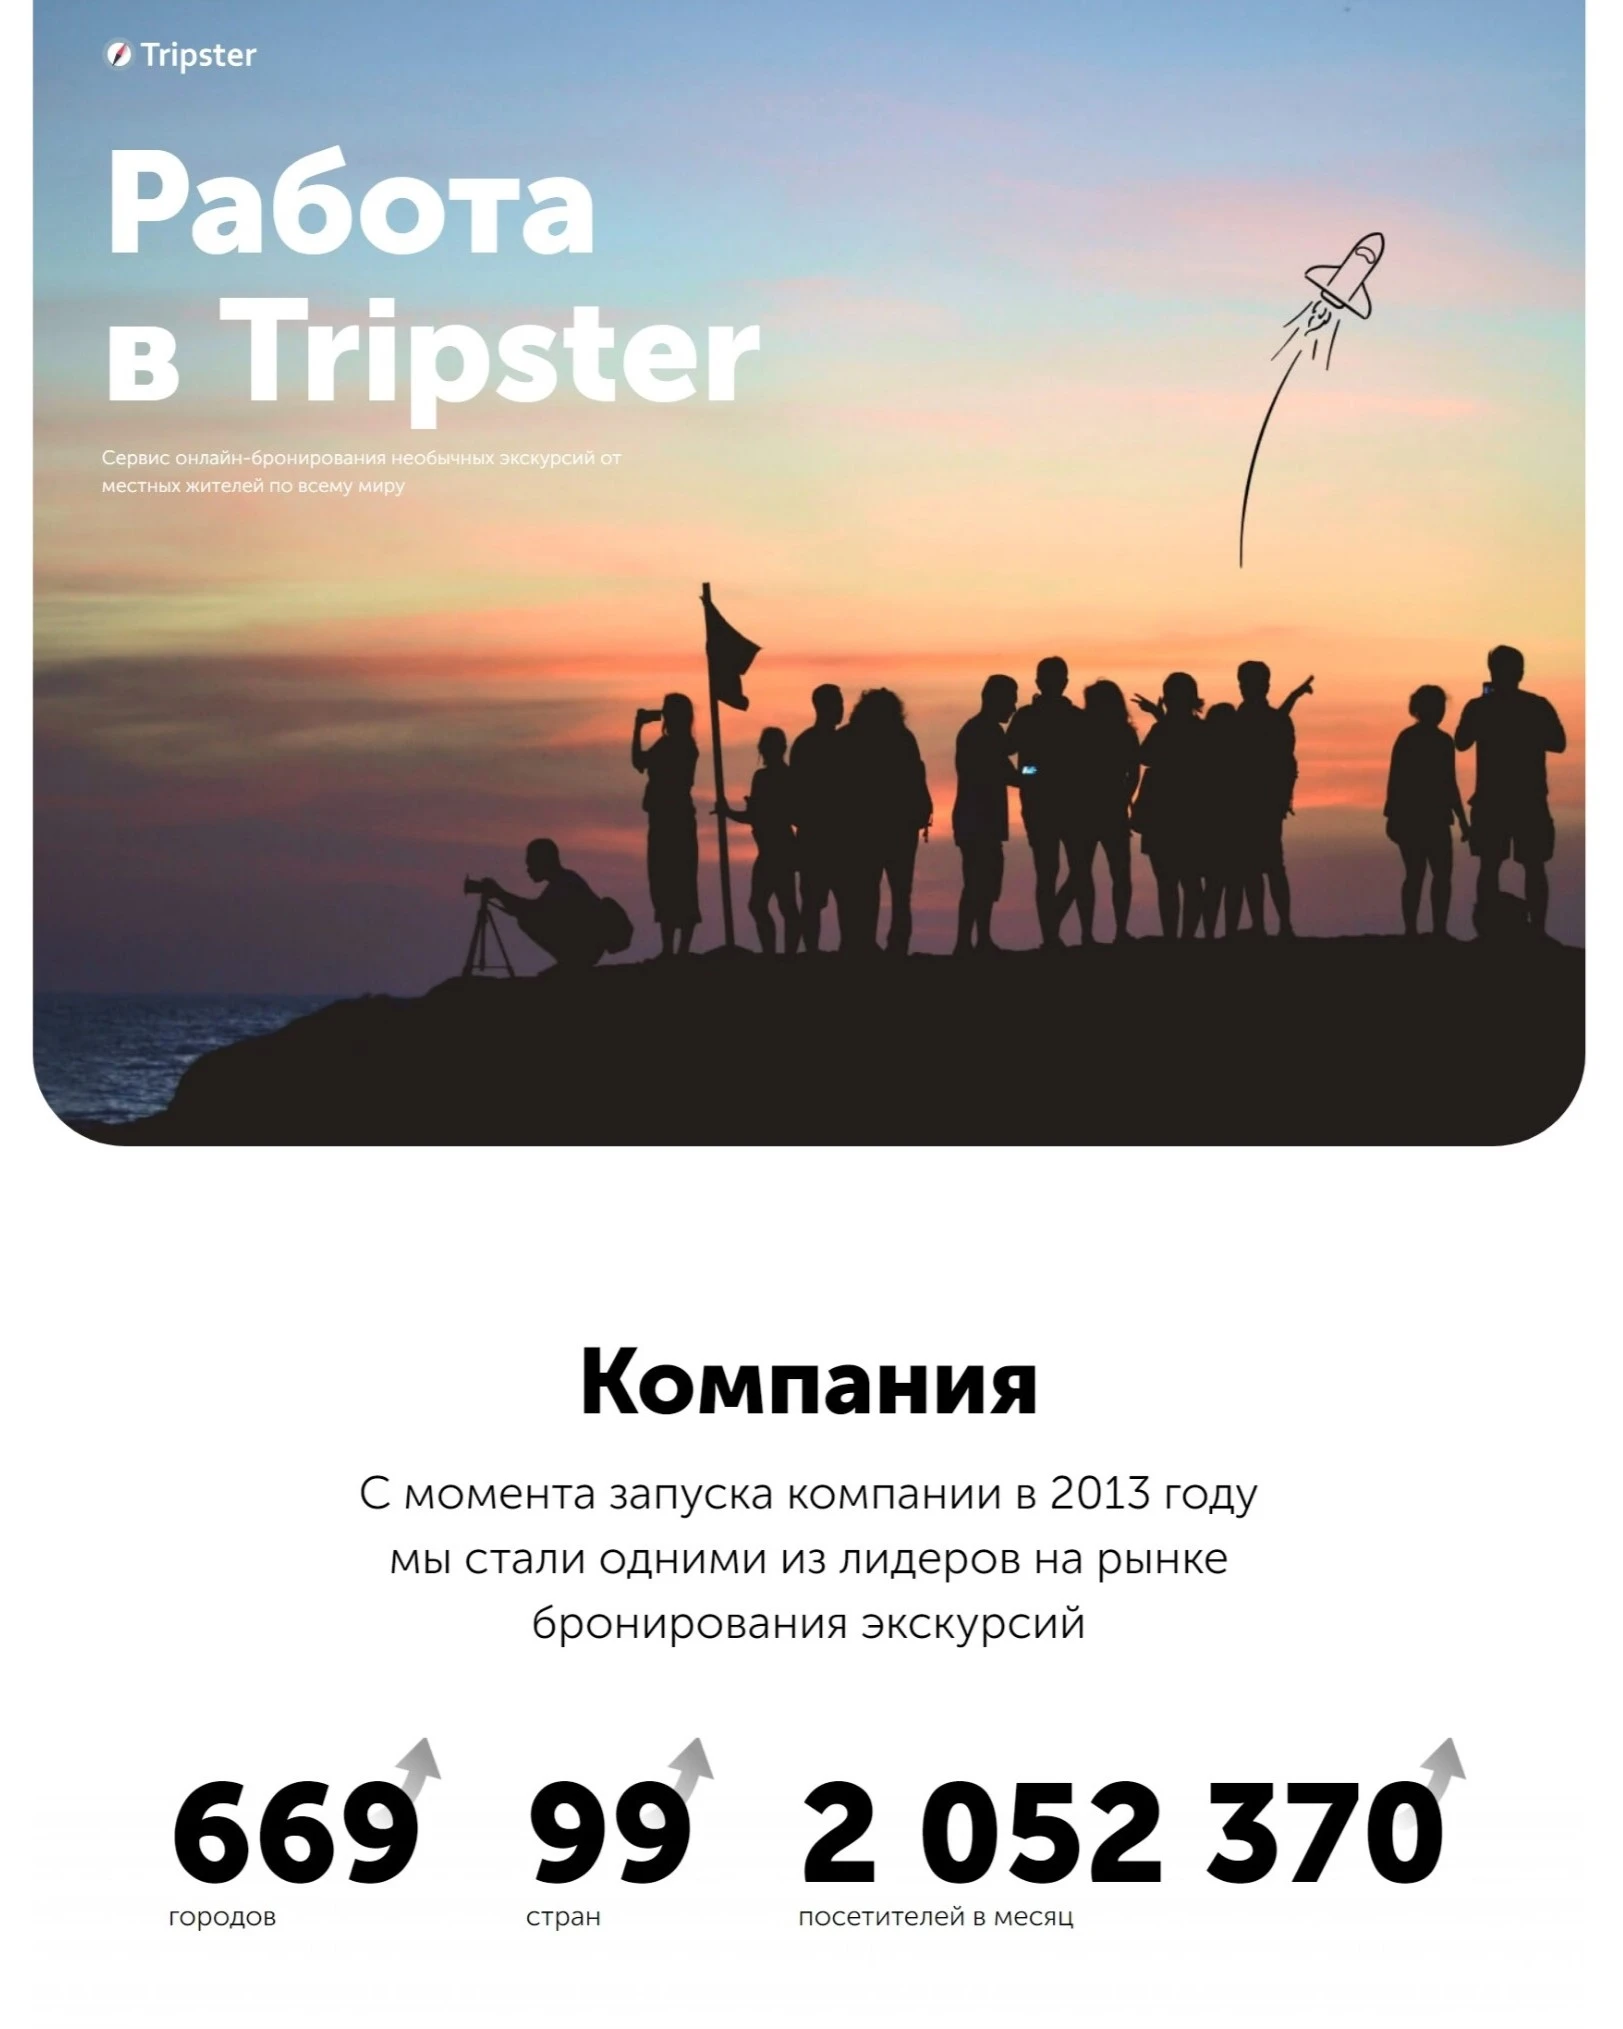 Tripster
Работа
в Tripster
Сервис онлайн-бронирования необычных экскурсий от
местных жителей по всему миру
Компания
С момента запуска компании в 2013 году
мы стали одними из лидеров на рынке
бронирования экскурсий
669 99 2 052 370
городов стран посетителей в месяц